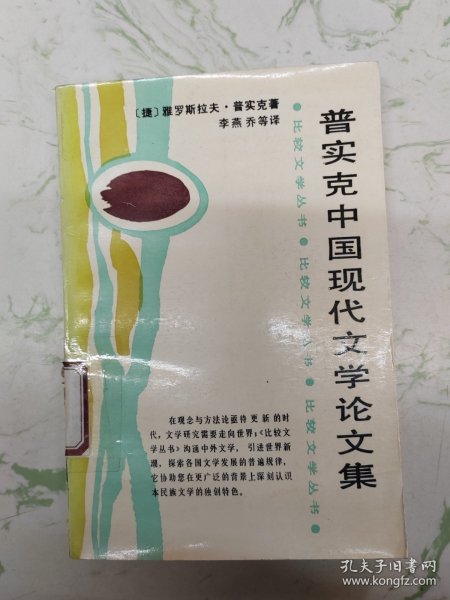 〔捷〕雅罗斯拉夫·普实克著
李燕乔等译
普实克中国现代文学论文集
●比较文学丛书●比较文学丛书●比较文学丛书●
在观念与方法论亟待更新的时
代，文学研究需要走向世界；《比较文
学丛书》沟通中外文学，引进世界新
潮，探索各国文学发展的普遍规律，
它协助您在更广泛的背景上深刻认识
本民族文学的独创特色。
孔夫子旧书网
www.kongfz.com